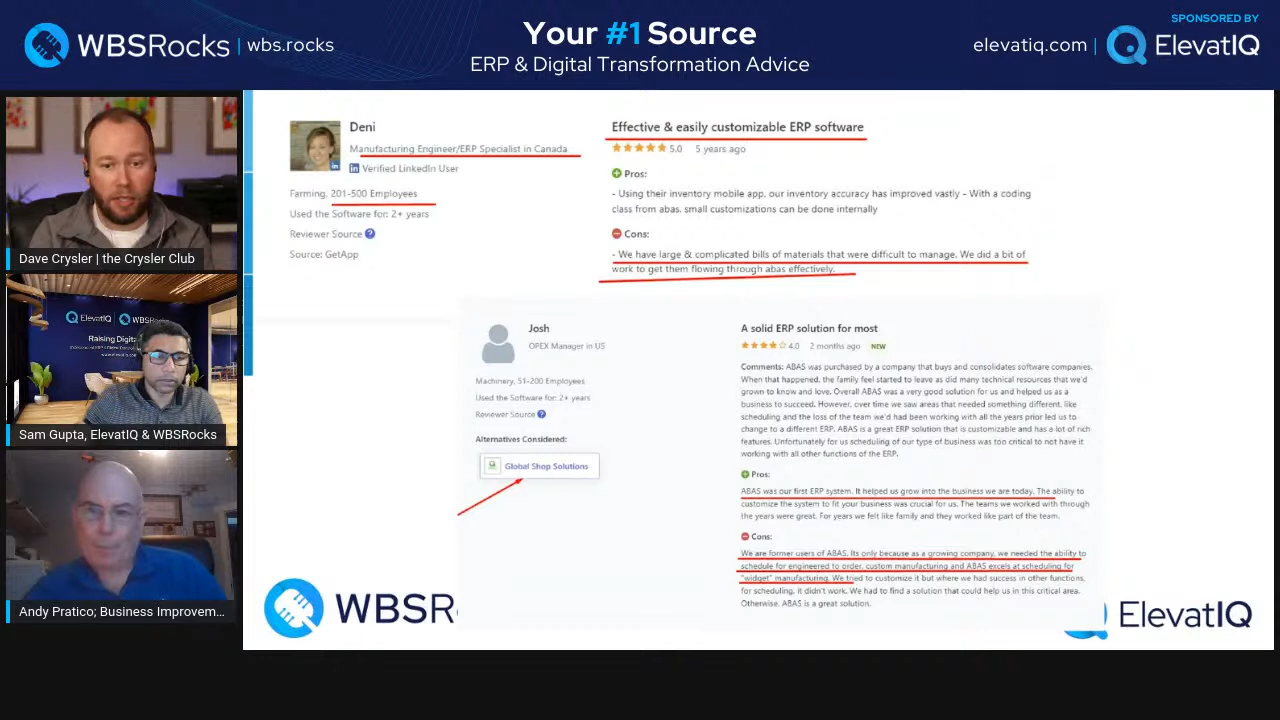 WBSRocks | wbs.rocks
Your #1 Source
ERP & Digital Transformation Advice
SPONSORED BY
elevatiq.com | ElevatIQ
Dave Crysler | the Crysler Club
ElevatIQ WBSRocks
Raising Digita
Sam Gupta, ElevatIQ & WBSRocks
Andy Pratico, Business Improvem...
Deni
Manufacturing Engineer/ERP Specialist in Canada
in Verified LinkedIn User
Farming, 201-500 Employees
Used the Software for: 2+ years
Reviewer Source ?
Source: GetApp
Effective & easily customizable ERP software
5.0 5 years ago
Pros:
- Using their inventory mobile app, our inventory accuracy has improved vastly - With a coding
class from abas, small customizations can be done internally
Cons:
- We have large & complicated bills of materials that were difficult to manage. We did a bit of
work to get them flowing through abas effectively.
Josh
OPEX Manager in US
Machinery, 51-200 Employees
Used the Software for: 2+ years
Reviewer Source ?
Alternatives Considered:
Global Shop Solutions
A solid ERP solution for most
4.0 2 months ago NEW
Comments: ABAS was purchased by a company that buys and consolidates software companies.
When that happened, the family feel started to leave as did many technical resources that we'd
grown to know and love. Overall ABAS was a very good solution for us and helped us as a
business to succeed. However, over time we saw areas that needed something different, like
scheduling and the loss of the team we'd had been working with all the years prior led us to
change to a different ERP. ABAS is a great ERP solution that is customizable and has a lot of rich
features. Unfortunately for us scheduling of our type of business was too critical to not have it
working with all other functions of the ERP.
Pros:
ABAS was our first ERP system. It helped us grow into the business we are today. The ability to
customize the system to fit your business was crucial for us. The teams we worked with through
the years were great. For years we felt like family and they worked like part of the team.
Cons:
We are former users of ABAS. Its only because as a growing company, we needed the ability to
schedule for engineered to order, custom manufacturing and ABAS excels at scheduling for
"widget" manufacturing. We tried to customize it but where we had success in other functions,
for scheduling, it didn't work. We had to find a solution that could help us in this critical area.
Otherwise, ABAS is a great solution.
WBSR
ElevatIQ